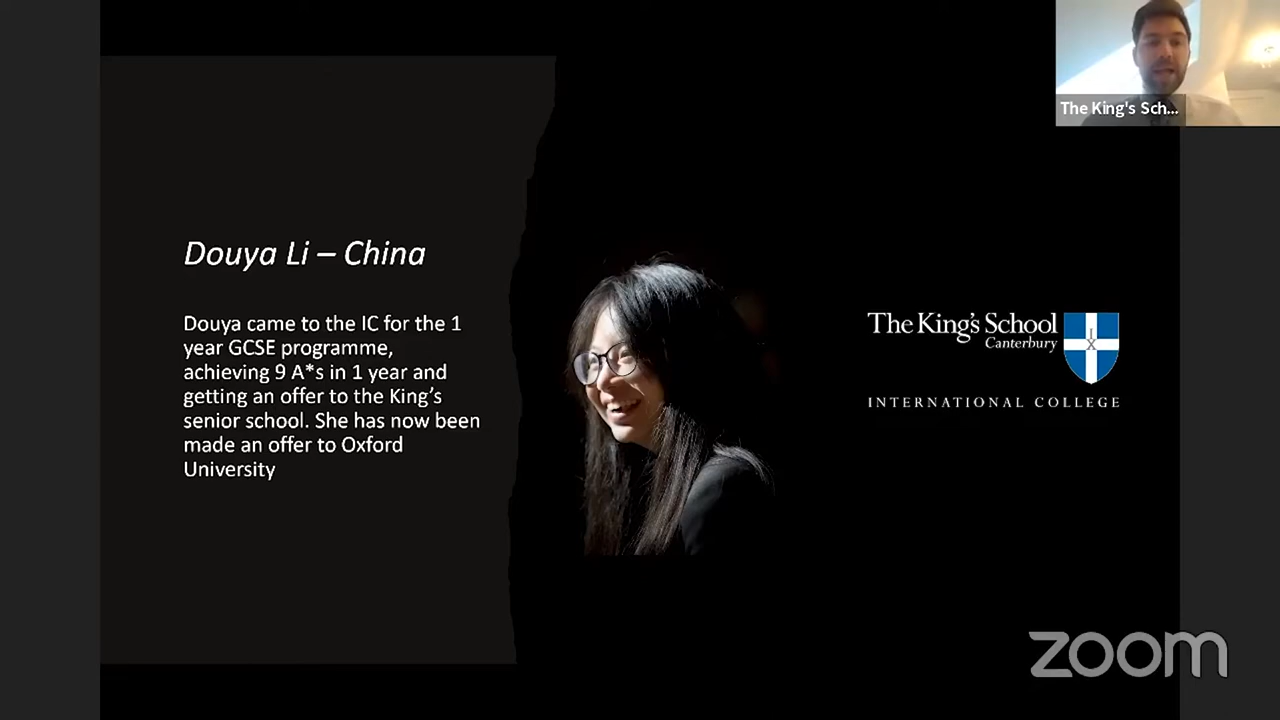 The King's Sch...
Douya Li – China
Douya came to the IC for the 1
year GCSE programme,
achieving 9 A*s in 1 year and
getting an offer to the King's
senior school. She has now been
made an offer to Oxford
University
The King's School
Canterbury
INTERNATIONAL COLLEGE
zoom